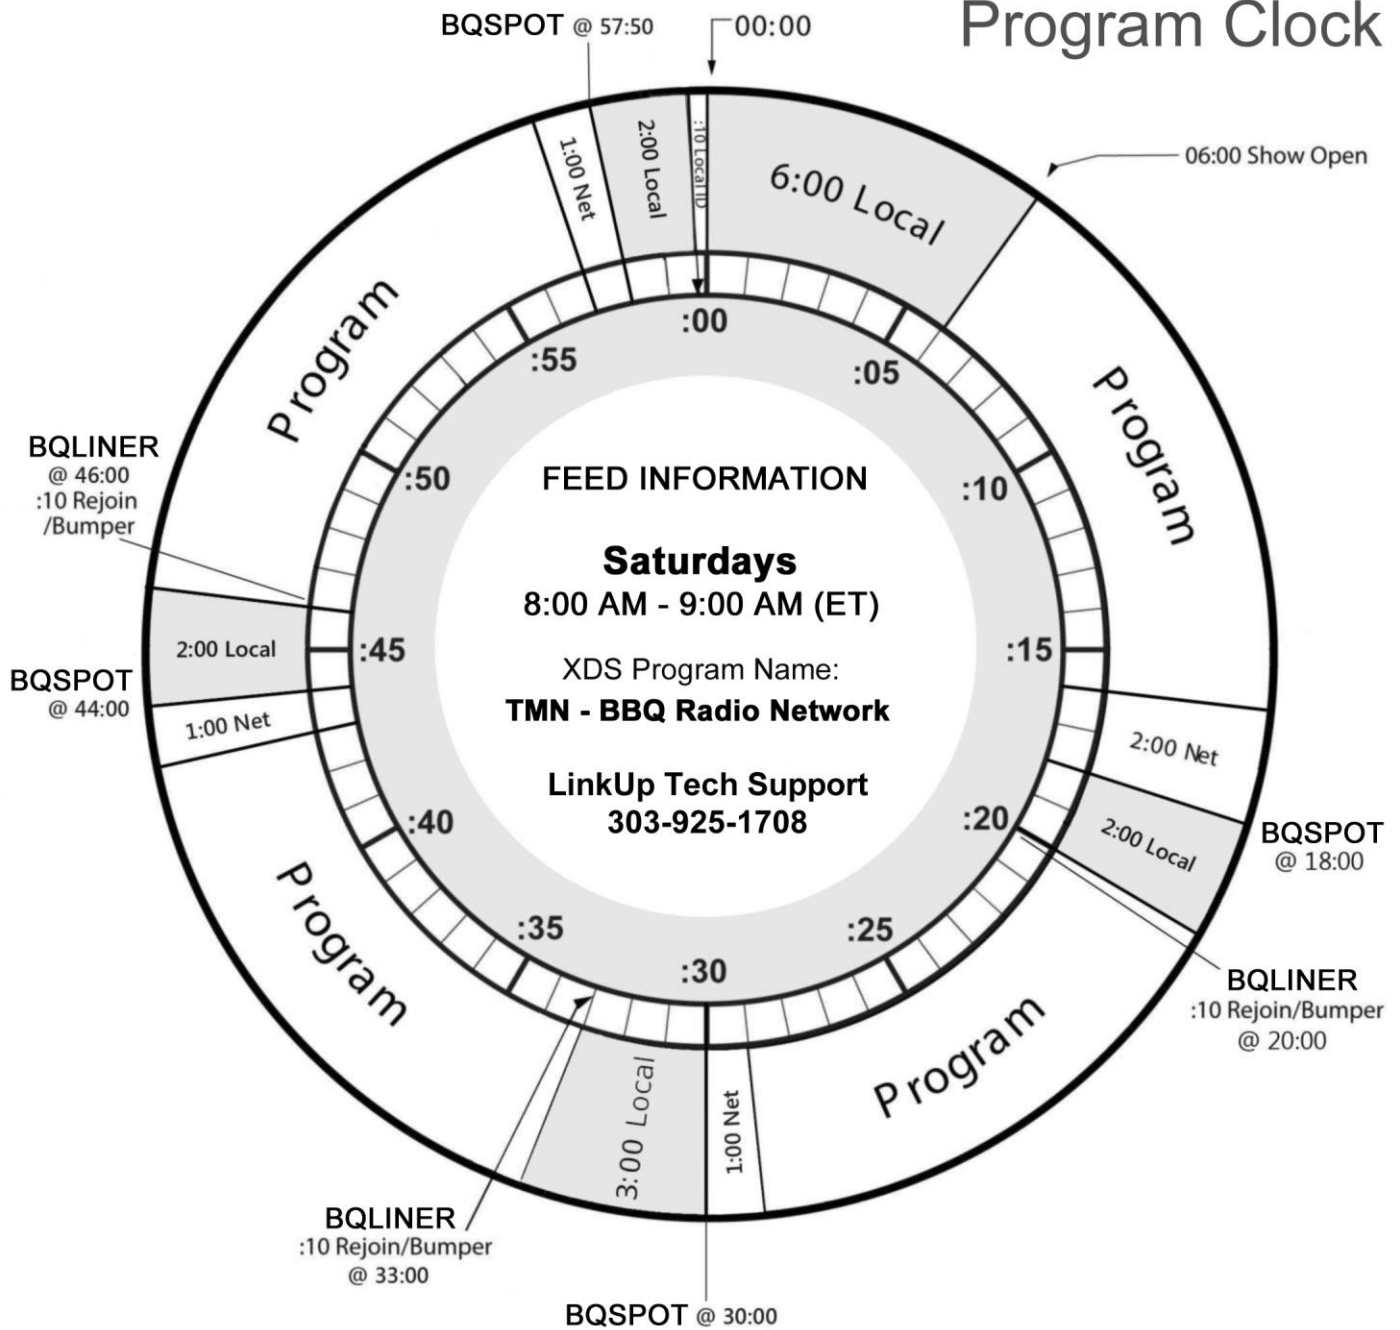 Program Clock
BQSPOT @ 57:50
00:00
06:00 Show Open
6:00 Local
:10 Local ID
2:00 Local
1:00 Net
Program
Program
:00
:05
:10
:15
:20
:25
:30
:35
:40
:45
:50
:55
FEED INFORMATION
Saturdays
8:00 AM - 9:00 AM (ET)
XDS Program Name:
TMN - BBQ Radio Network
LinkUp Tech Support
303-925-1708
2:00 Net
2:00 Local
BQSPOT
@ 18:00
BQLINER
:10 Rejoin/Bumper
@ 20:00
Program
1:00 Net
BQSPOT @ 30:00
3:00 Local
BQLINER
:10 Rejoin/Bumper
@ 33:00
Program
1:00 Net
BQSPOT
@ 44:00
2:00 Local
BQLINER
@ 46:00
:10 Rejoin
/Bumper